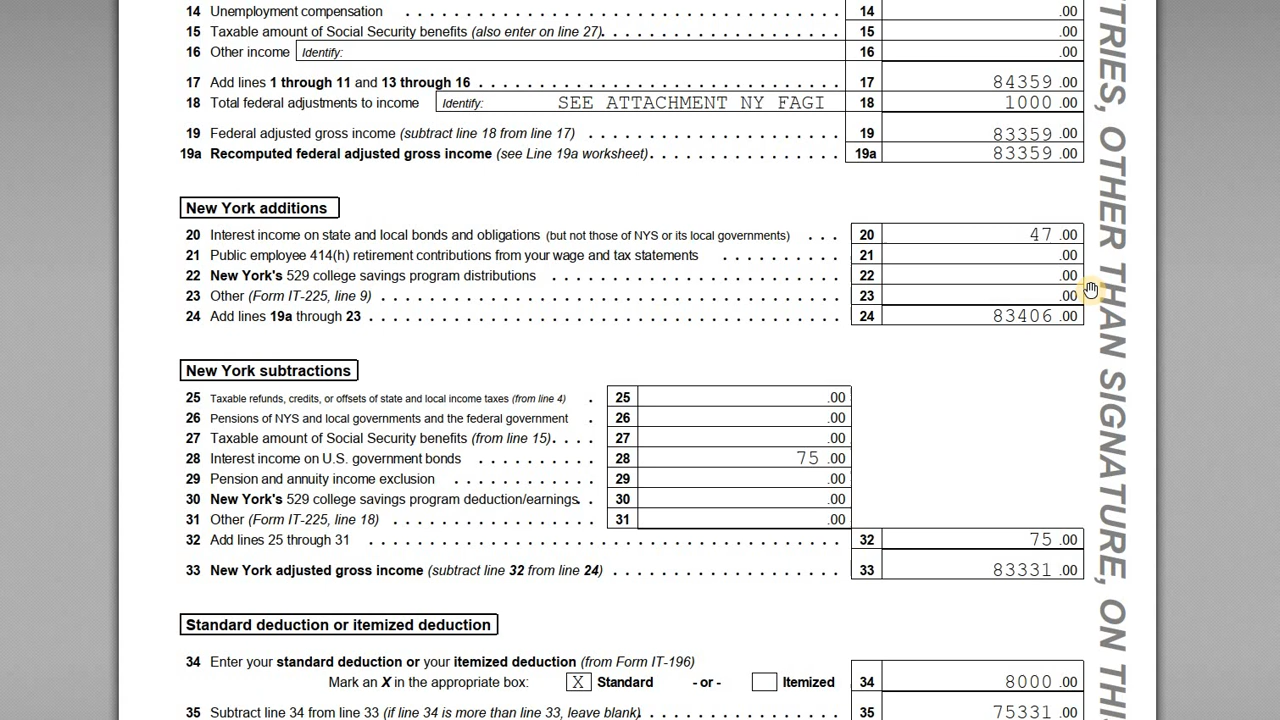 14 Unemployment compensation . . . . . . . . . . . . . . . . . . . . . . . . . . . . . . . . . . . . 14 .00
15 Taxable amount of Social Security benefits (also enter on line 27). . . . . . . . . . . . . . . . . . . . 15 .00
16 Other income Identify: 16 .00
17 Add lines 1 through 11 and 13 through 16 . . . . . . . . . . . . . . . . . . . . . . . . . . . . . . 17 84359 .00
18 Total federal adjustments to income Identify: SEE ATTACHMENT NY FAGI 18 1000 .00
19 Federal adjusted gross income (subtract line 18 from line 17) . . . . . . . . . . . . . . . . . . . . . 19 83359 .00
19a Recomputed federal adjusted gross income (see Line 19a worksheet). . . . . . . . . . . . . . . . 19a 83359 .00
New York additions
20 Interest income on state and local bonds and obligations (but not those of NYS or its local governments) . . . 20 47 .00
21 Public employee 414(h) retirement contributions from your wage and tax statements . . . . . . . . . . 21 .00
22 New York's 529 college savings program distributions . . . . . . . . . . . . . . . . . . . . . . . . 22 .00
23 Other (Form IT-225, line 9) . . . . . . . . . . . . . . . . . . . . . . . . . . . . . . . . . . . . . 23 .00
24 Add lines 19a through 23 . . . . . . . . . . . . . . . . . . . . . . . . . . . . . . . . . . . . . . 24 83406 .00
New York subtractions
25 Taxable refunds, credits, or offsets of state and local income taxes (from line 4) . 25 .00
26 Pensions of NYS and local governments and the federal government . 26 .00
27 Taxable amount of Social Security benefits (from line 15). . . . 27 .00
28 Interest income on U.S. government bonds . . . . . . . . . . 28 75 .00
29 Pension and annuity income exclusion . . . . . . . . . . . . 29 .00
30 New York's 529 college savings program deduction/earnings. . 30 .00
31 Other (Form IT-225, line 18) . . . . . . . . . . . . . . . . . 31 .00
32 Add lines 25 through 31 . . . . . . . . . . . . . . . . . . . . . . . . . . . . . . . . . . . . . . 32 75 .00
33 New York adjusted gross income (subtract line 32 from line 24) . . . . . . . . . . . . . . . . . . . 33 83331 .00
Standard deduction or itemized deduction
34 Enter your standard deduction or your itemized deduction (from Form IT-196)
Mark an X in the appropriate box: X Standard - or - Itemized 34 8000 .00
35 Subtract line 34 from line 33 (if line 34 is more than line 33, leave blank). . . . . . . . . . . . . . . . 35 75331 .00
OTHER THAN SIGNATURE, ON